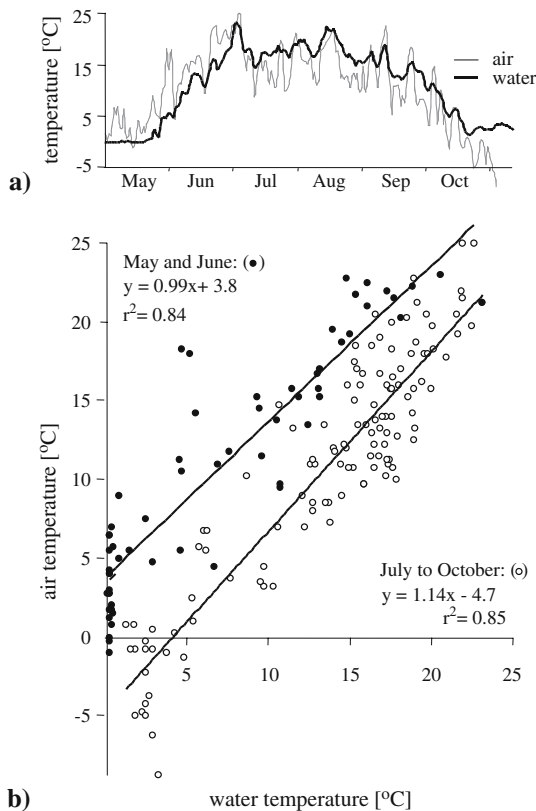 25
15
5
-5
temperature [°C]
air
water
May Jun Jul Aug Sep Oct
a)
25
20
15
10
5
0
-5
air temperature [°C]
May and June: (●)
y = 0.99x+ 3.8
r²= 0.84
July to October: (○)
y = 1.14x - 4.7
r²= 0.85
5 10 15 20 25
b)
water temperature [°C]